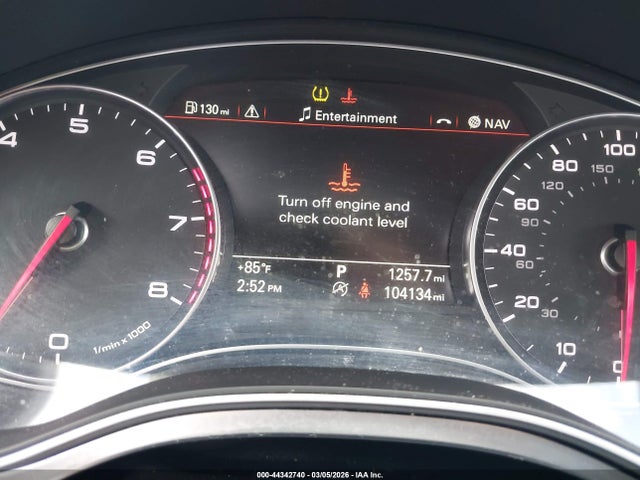 130 mi
Entertainment
NAV
Turn off engine and
check coolant level
+85°F
P
1257.7 mi
2:52 PM
104134 mi
4
5
6
7
8
0
1/min x 1000
100
80
150
60
120
90
40
60
20
30
10
0
000-44342740 - 03/05/2026 - IAA Inc.